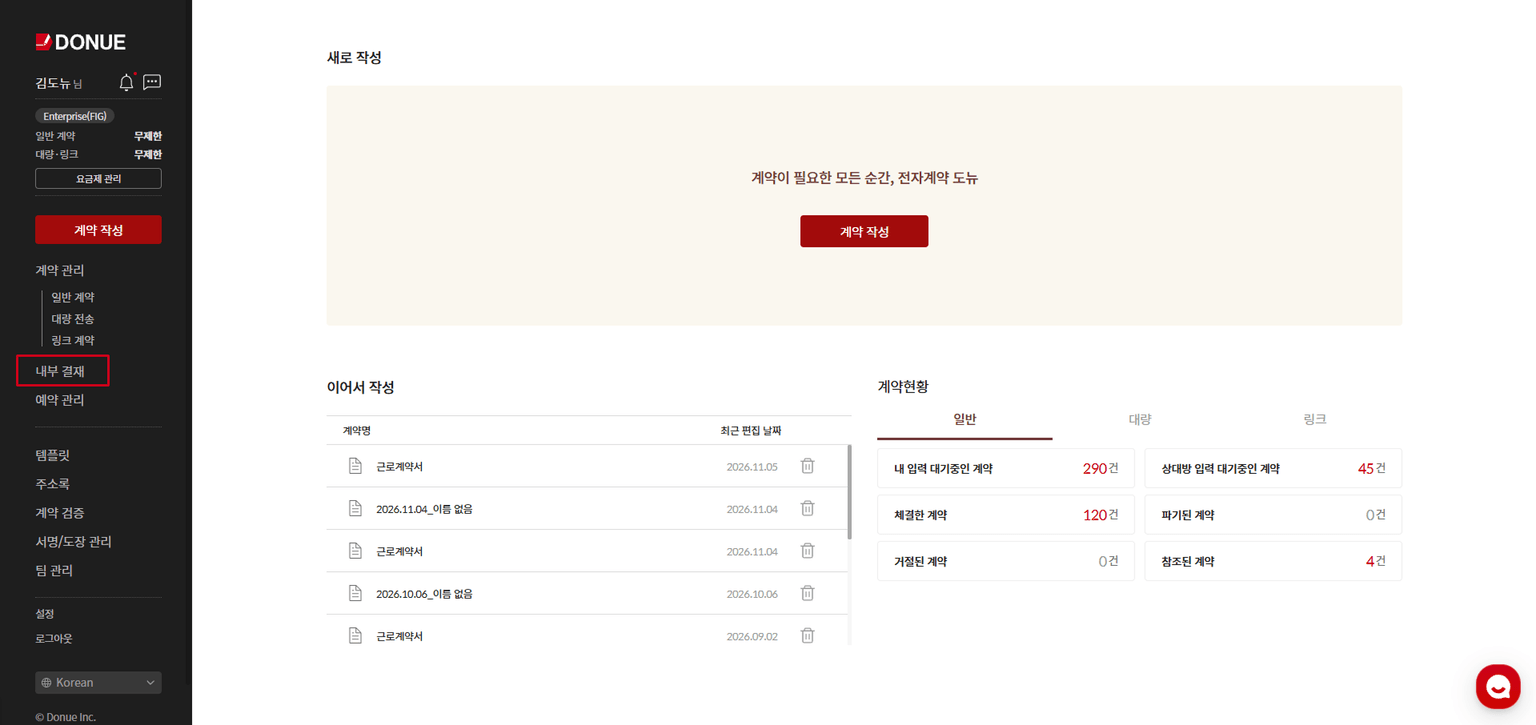 DONUE
김도뉴 님
Enterprise(FIG)
일반 계약 무제한
대량·링크 무제한
요금제 관리
계약 작성
계약 관리
일반 계약
대량 전송
링크 계약
내부 결재
예약 관리
템플릿
주소록
계약 검증
서명/도장 관리
팀 관리
설정
로그아웃
Korean
© Donue Inc.
새로 작성
계약이 필요한 모든 순간, 전자계약 도뉴
계약 작성
이어서 작성
계약명 최근 편집 날짜
근로계약서 2026.11.05
2026.11.04_이름 없음 2026.11.04
근로계약서 2026.11.04
2026.10.06_이름 없음 2026.10.06
근로계약서 2026.09.02
계약현황
일반 대량 링크
내 입력 대기중인 계약 290건
상대방 입력 대기중인 계약 45건
체결한 계약 120건
파기된 계약 0건
거절된 계약 0건
참조된 계약 4건